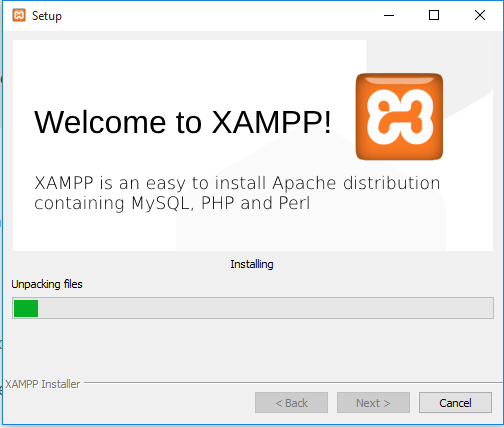 Setup
Welcome to XAMPP!
XAMPP is an easy to install Apache distribution
containing MySQL, PHP and Perl
Installing
Unpacking files
XAMPP Installer
< Back
Next >
Cancel